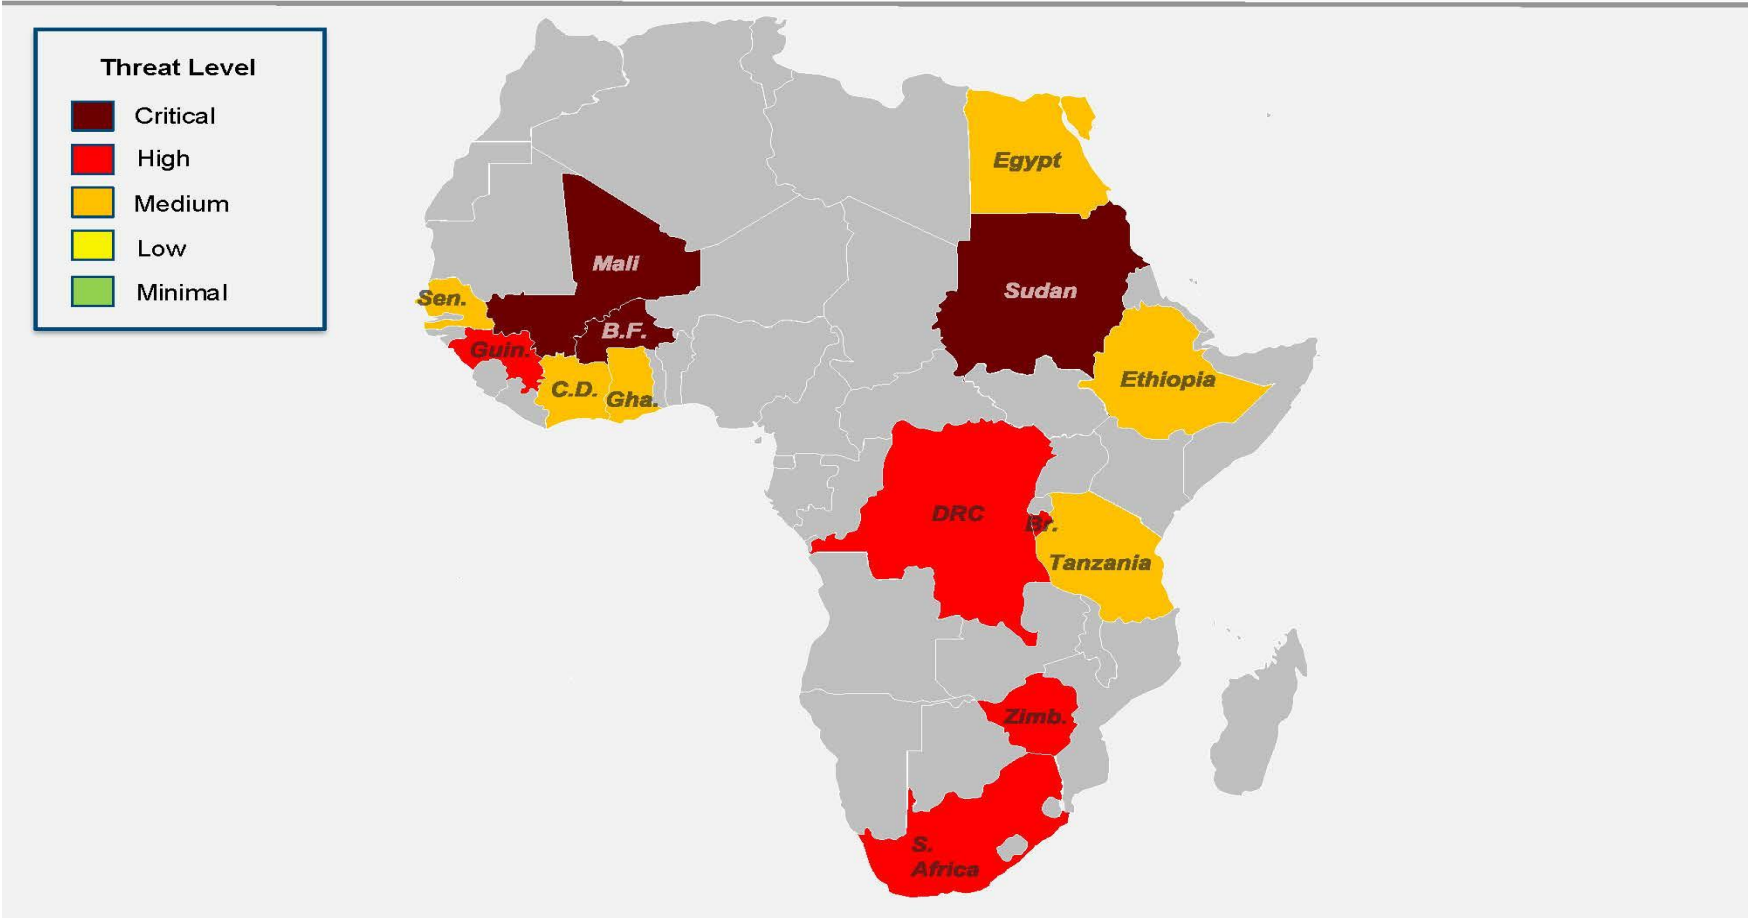 Threat Level
Critical
High
Medium
Low
Minimal
Egypt
Mali
Sudan
Sen.
B.F.
Guin.
C.D.
Gha.
Ethiopia
DRC
Br.
Tanzania
Zimb.
S.
Africa